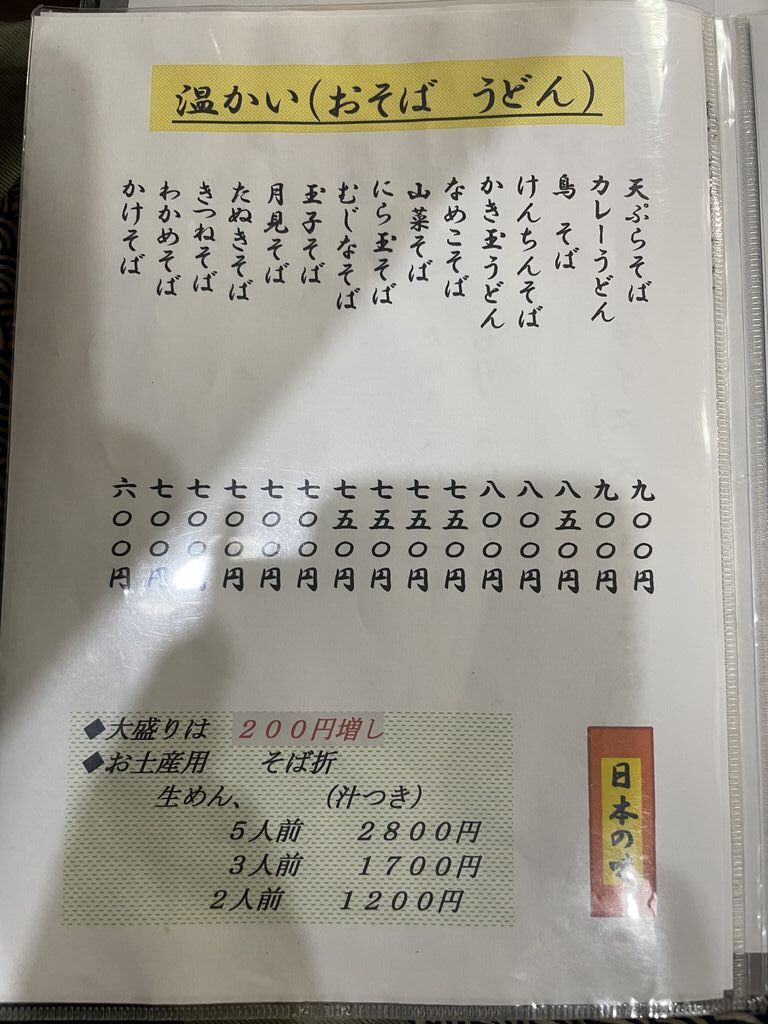 温かい(おそば　うどん)
天ぷらそば　九〇〇円
カレーうどん　九〇〇円
鳥　そば　八五〇円
けんちんそば　八〇〇円
かき玉うどん　八〇〇円
なめこそば　七五〇円
山菜そば　七五〇円
にら玉そば　七五〇円
むじなそば　七五〇円
玉子そば　七〇〇円
月見そば　七〇〇円
たぬきそば　七〇〇円
きつねそば　七〇〇円
わかめそば　七〇〇円
かけそば　六〇〇円
◆大盛りは　２００円増し
◆お土産用　　そば折
生めん、　　　(汁つき)
５人前　　２８００円
３人前　　１７００円
２人前　　１２００円
日本の味